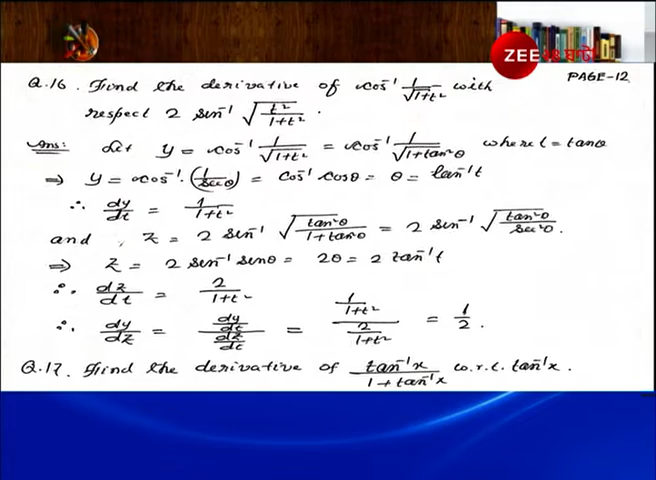 ZEE 24 घण्टा
PAGE-12
Q.16. Find the derivative of cos⁻¹ 1/√(1+t²) with
respect 2 sin⁻¹ √(t²/(1+t²)).
Ans: Let y = cos⁻¹ 1/√(1+t²) = cos⁻¹ 1/√(1+tan²θ) where t = tanθ
⇒ y = cos⁻¹ · (1/secθ) = cos⁻¹ cosθ = θ = tan⁻¹t
∴ dy/dt = 1/(1+t²)
and, z = 2 sin⁻¹ √(tan²θ/(1+tan²θ)) = 2 sin⁻¹ √(tan²θ/sec²θ).
⇒ z = 2 sin⁻¹ sinθ = 2θ = 2 tan⁻¹t
∴ dz/dt = 2/(1+t²)
∴ dy/dz = (dy/dt)/(dz/dt) = (1/(1+t²))/(2/(1+t²)) = 1/2.
Q.17. Find the derivative of tan⁻¹x/(1+tan⁻¹x) w.r.t. tan⁻¹x.